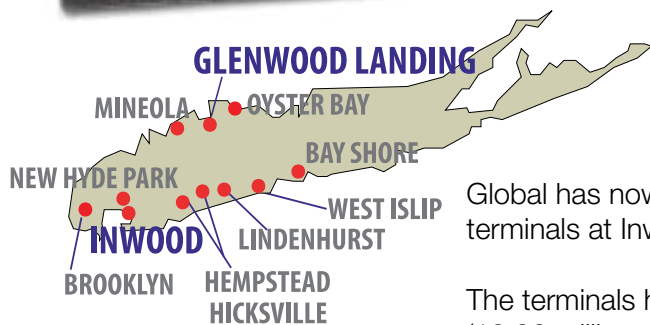 GLENWOOD LANDING
MINEOLA
OYSTER BAY
BAY SHORE
NEW HYDE PARK
WEST ISLIP
INWOOD
LINDENHURST
BROOKLYN
HEMPSTEAD
HICKSVILLE
Global has now
terminals at
The terminals